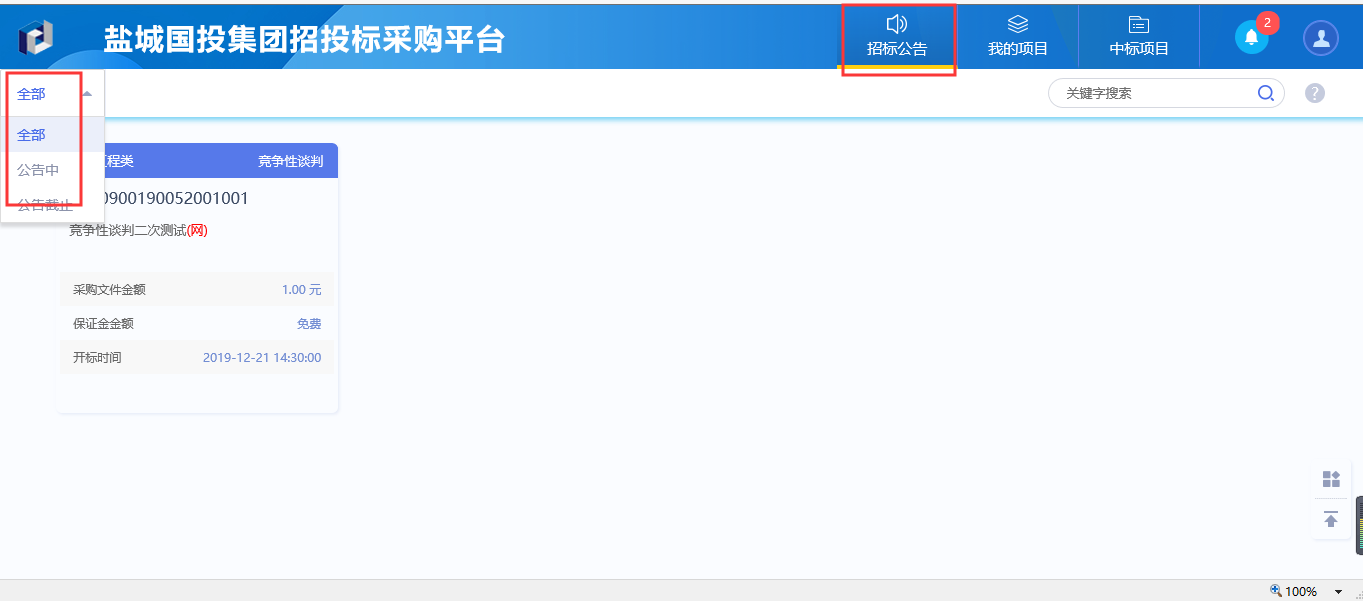 盐城国投集团招投标采购平台
招标公告
我的项目
中标项目
2
全部
关键字搜索
?
全部
公告中
公告截止
程类
竞争性谈判
0900190052001001
竞争性谈判二次测试(网)
采购文件金额
1.00 元
保证金金额
免费
开标时间
2019-12-21 14:30:00
100%